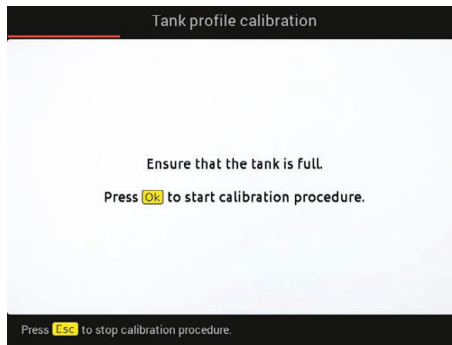 Tank profile calibration
Ensure that the tank is full.
Press Ok to start calibration procedure.
Press Esc to stop calibration procedure.